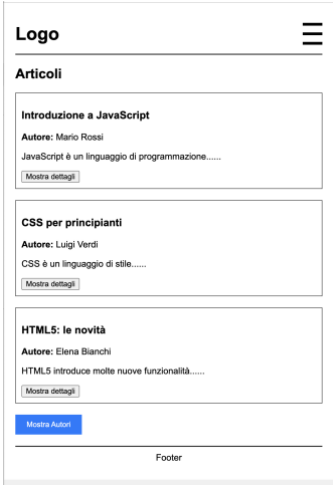 Logo
Articoli
Introduzione a JavaScript
Autore: Mario Rossi
JavaScript è un linguaggio di programmazione......
Mostra dettagli
CSS per principianti
Autore: Luigi Verdi
CSS è un linguaggio di stile......
Mostra dettagli
HTML5: le novità
Autore: Elena Bianchi
HTML5 introduce molte nuove funzionalità......
Mostra dettagli
Mostra Autori
Footer